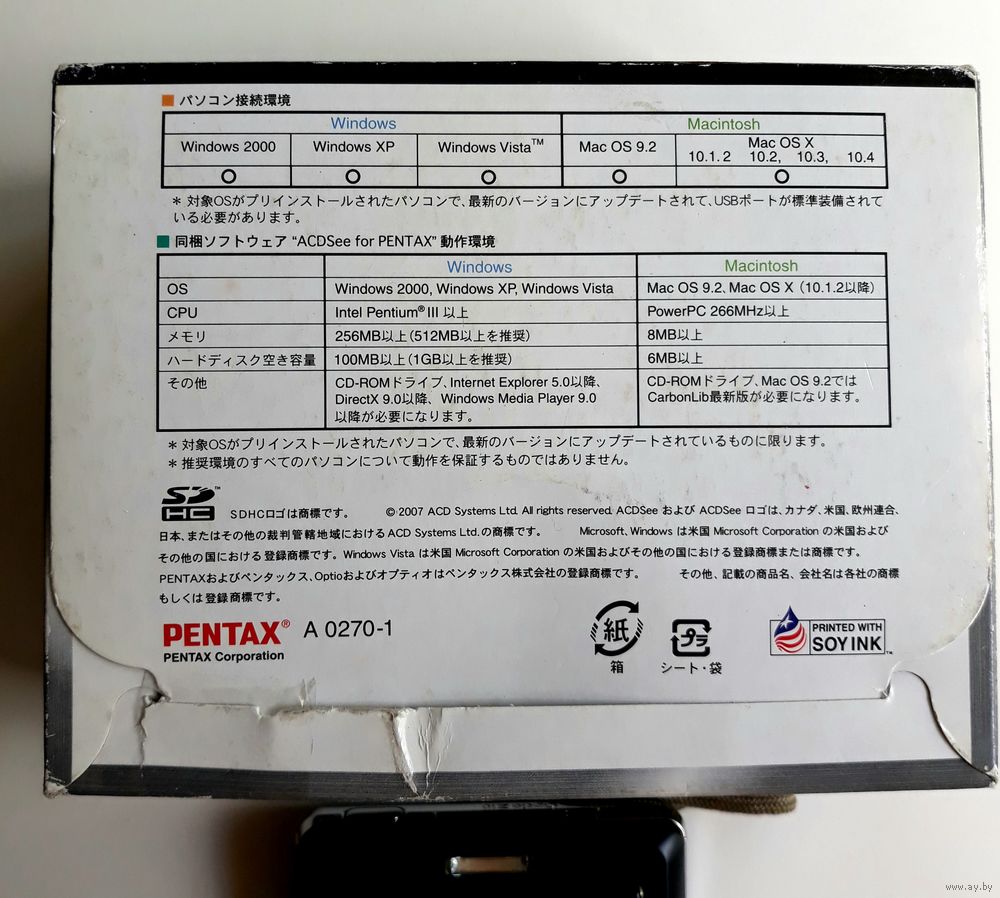 ■ パソコン接続環境
Windows Macintosh
Windows 2000 Windows XP Windows Vista™ Mac OS 9.2 Mac OS X
10.1.2 10.2, 10.3, 10.4
○ ○ ○ ○ ○
＊ 対象OSがプリインストールされたパソコンで、最新のバージョンにアップデートされて、USBポートが標準装備されて
いる必要があります。
■ 同梱ソフトウェア “ACDSee for PENTAX” 動作環境
Windows Macintosh
OS Windows 2000, Windows XP, Windows Vista Mac OS 9.2、Mac OS X（10.1.2以降）
CPU Intel Pentium® III 以上 PowerPC 266MHz以上
メモリ 256MB以上（512MB以上を推奨） 8MB以上
ハードディスク空き容量 100MB以上（1GB以上を推奨） 6MB以上
その他 CD-ROMドライブ、Internet Explorer 5.0以降、 CD-ROMドライブ、Mac OS 9.2では
DirectX 9.0以降、Windows Media Player 9.0 CarbonLib最新版が必要になります。
以降が必要になります。
＊ 対象OSがプリインストールされたパソコンで、最新のバージョンにアップデートされているものに限ります。
＊ 推奨環境のすべてのパソコンについて動作を保証するものではありません。
SD HC™ SDHCロゴは商標です。 © 2007 ACD Systems Ltd. All rights reserved. ACDSee および ACDSee ロゴは、カナダ、米国、欧州連合、
日本、またはその他の裁判管轄地域における ACD Systems Ltd.の商標です。 Microsoft、Windows は米国 Microsoft Corporation の米国および
その他の国における登録商標です。Windows Vista は米国 Microsoft Corporation の米国およびその他の国における登録商標または商標です。
PENTAXおよびペンタックス、Optioおよびオプティオはペンタックス株式会社の登録商標です。 その他、記載の商品名、会社名は各社の商標
もしくは登録商標です。
PENTAX® A 0270-1
PENTAX Corporation
紙
箱
プラ
シート・袋
PRINTED WITH
SOY INK™
www.ay.by